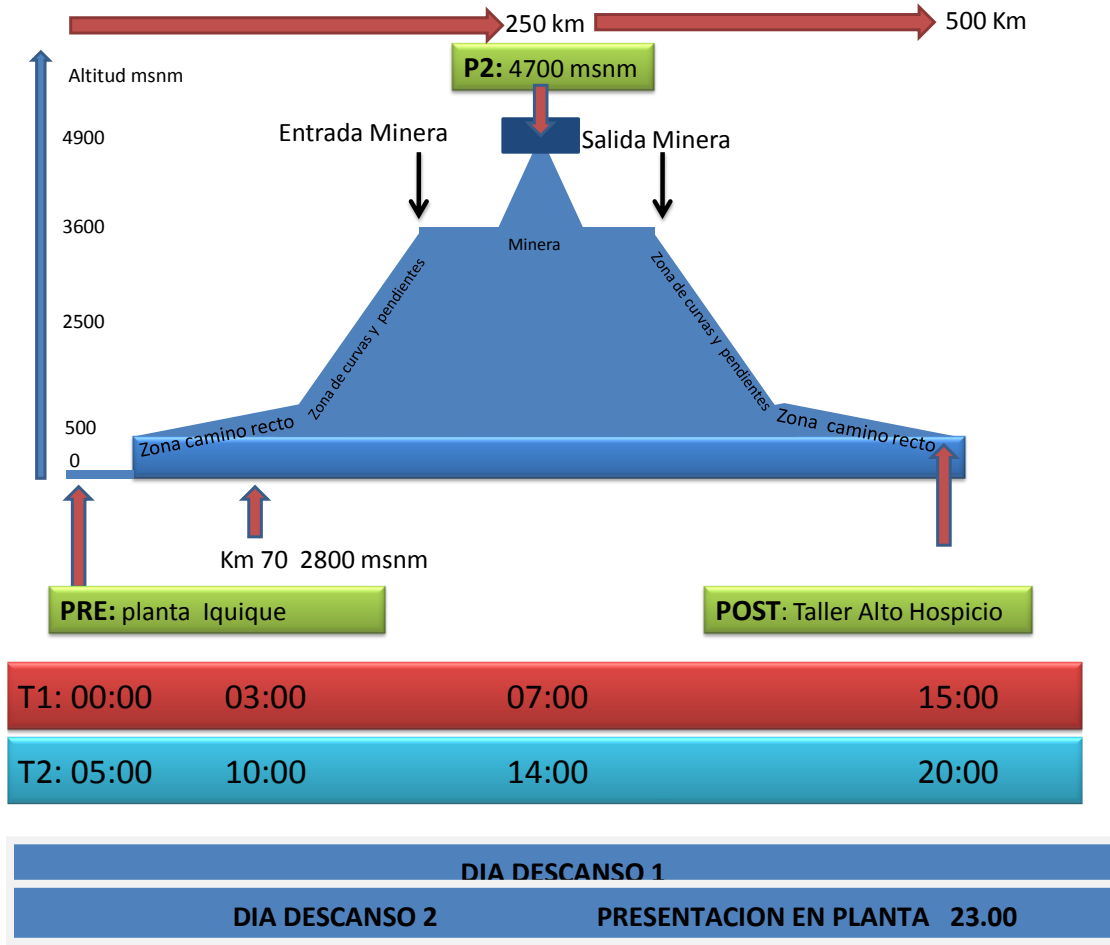 250 km
500 Km
Altitud msnm
P2: 4700 msnm
4900
Entrada Minera
Salida Minera
3600
Minera
Zona de curvas y pendientes
Zona de curvas y pendientes
2500
500
Zona camino recto
Zona camino recto
0
Km 70 2800 msnm
PRE: planta Iquique
POST: Taller Alto Hospicio
T1: 00:00 03:00 07:00 15:00
T2: 05:00 10:00 14:00 20:00
DIA DESCANSO 1
DIA DESCANSO 2 PRESENTACION EN PLANTA 23.00